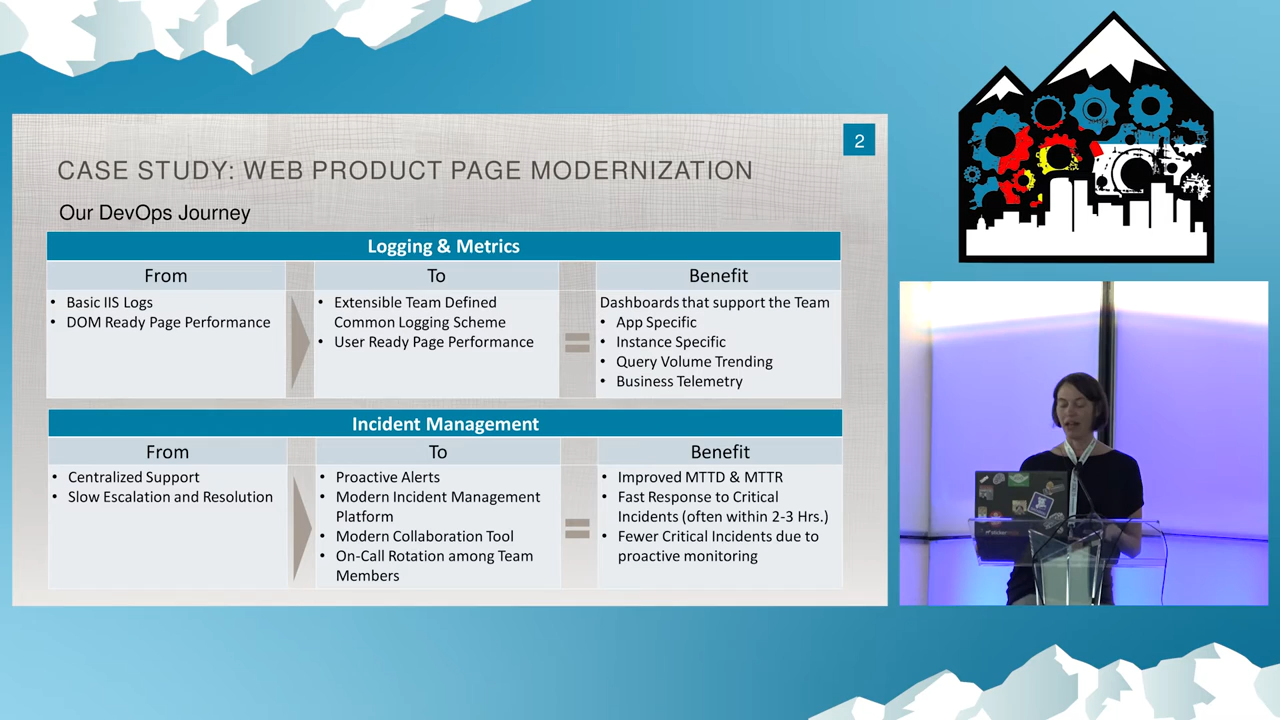 2
CASE STUDY: WEB PRODUCT PAGE MODERNIZATION
Our DevOps Journey
Logging & Metrics
From
To
Benefit
• Basic IIS Logs
• DOM Ready Page Performance
• Extensible Team Defined
Common Logging Scheme
• User Ready Page Performance
Dashboards that support the Team
• App Specific
• Instance Specific
• Query Volume Trending
• Business Telemetry
Incident Management
From
To
Benefit
• Centralized Support
• Slow Escalation and Resolution
• Proactive Alerts
• Modern Incident Management
Platform
• Modern Collaboration Tool
• On-Call Rotation among Team
Members
• Improved MTTD & MTTR
• Fast Response to Critical
Incidents (often within 2-3 Hrs.)
• Fewer Critical Incidents due to
proactive monitoring